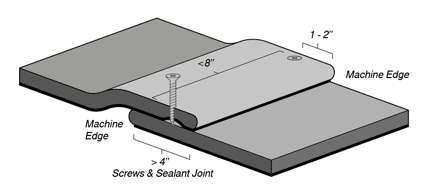 1 - 2"
<8"
Machine Edge
Machine
Edge
> 4"
Screws & Sealant Joint